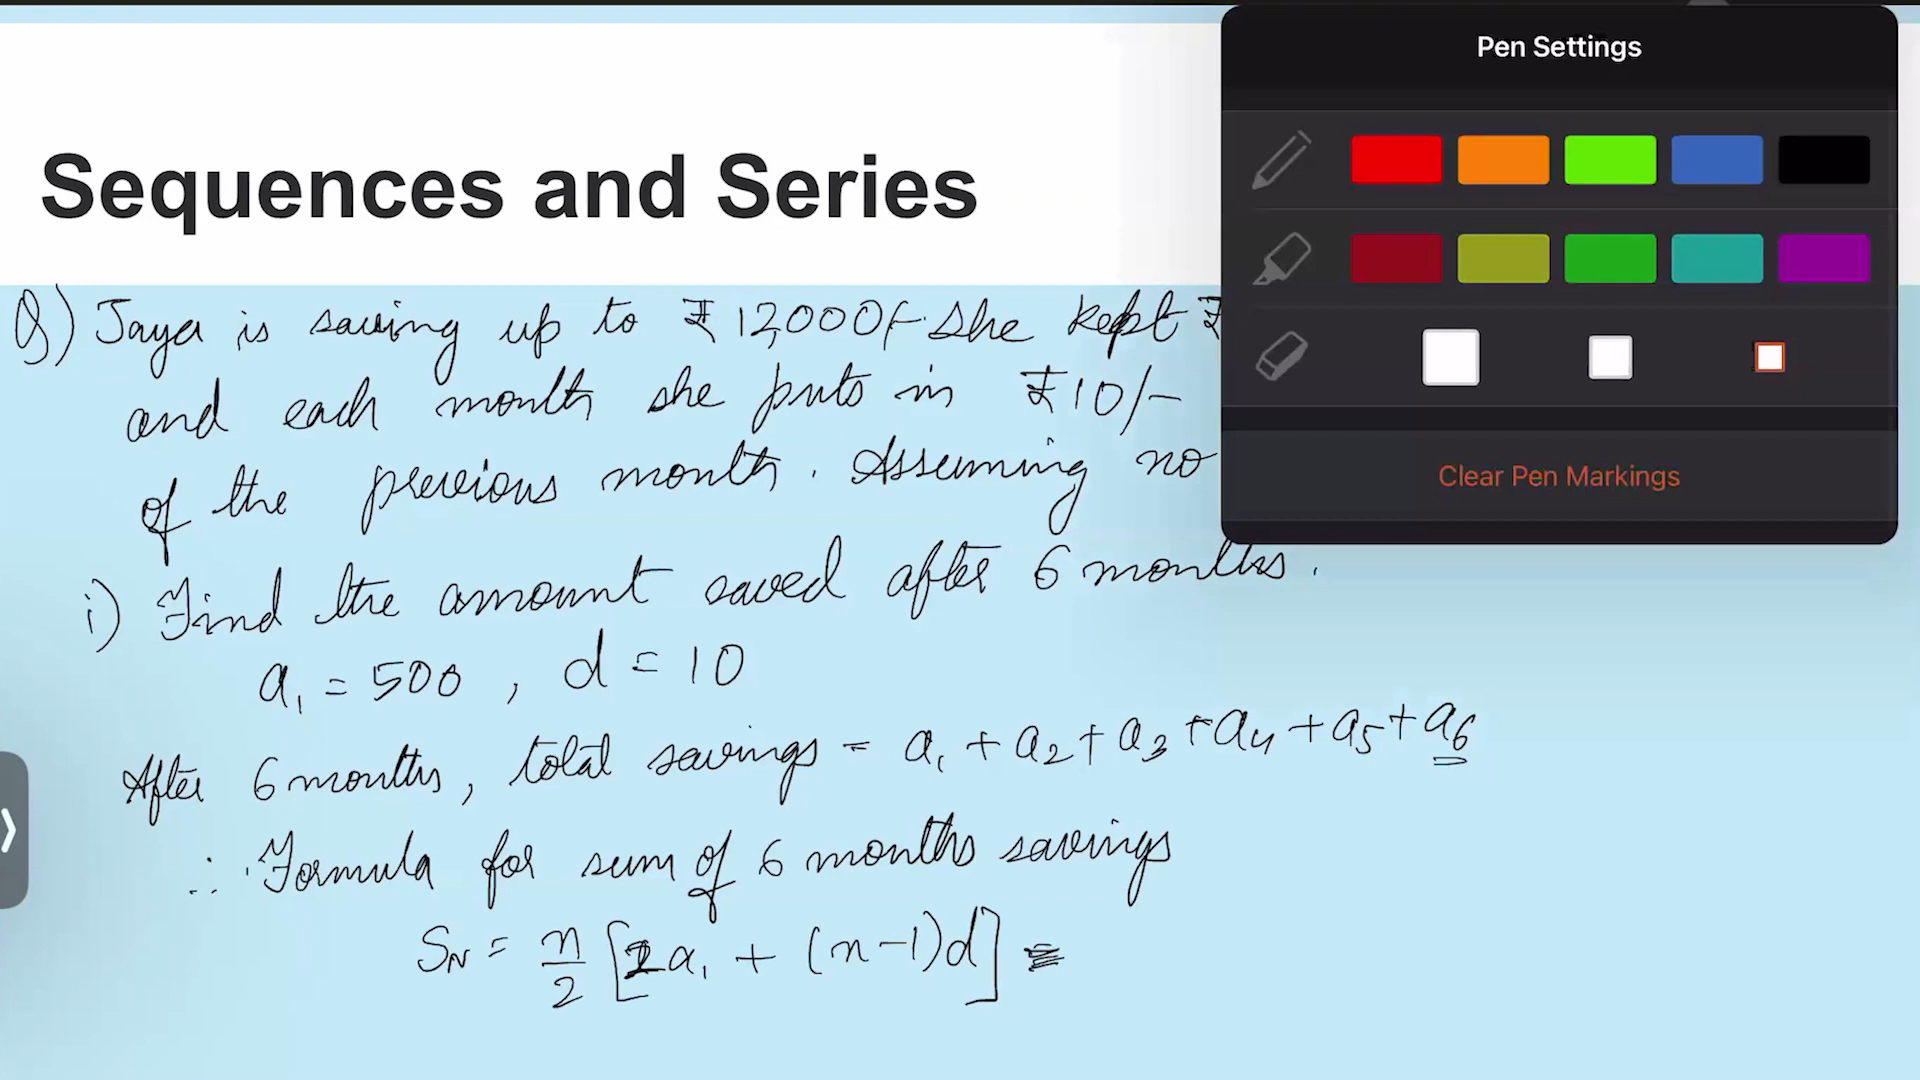 Pen Settings
Sequences and Series
Clear Pen Markings
Q) Jaya is saving up to ₹12,000/-. She kept ₹
and each month she puts in ₹10/-
of the previous month. Assuming no
i) Find the amount saved after 6 months.
a₁ = 500, d = 10
After 6 months, total savings = a₁ + a₂ + a₃ + a₄ + a₅ + a₆
∴ Formula for sum of 6 months savings
Sₙ = n/2 [2a₁ + (n-1)d] =